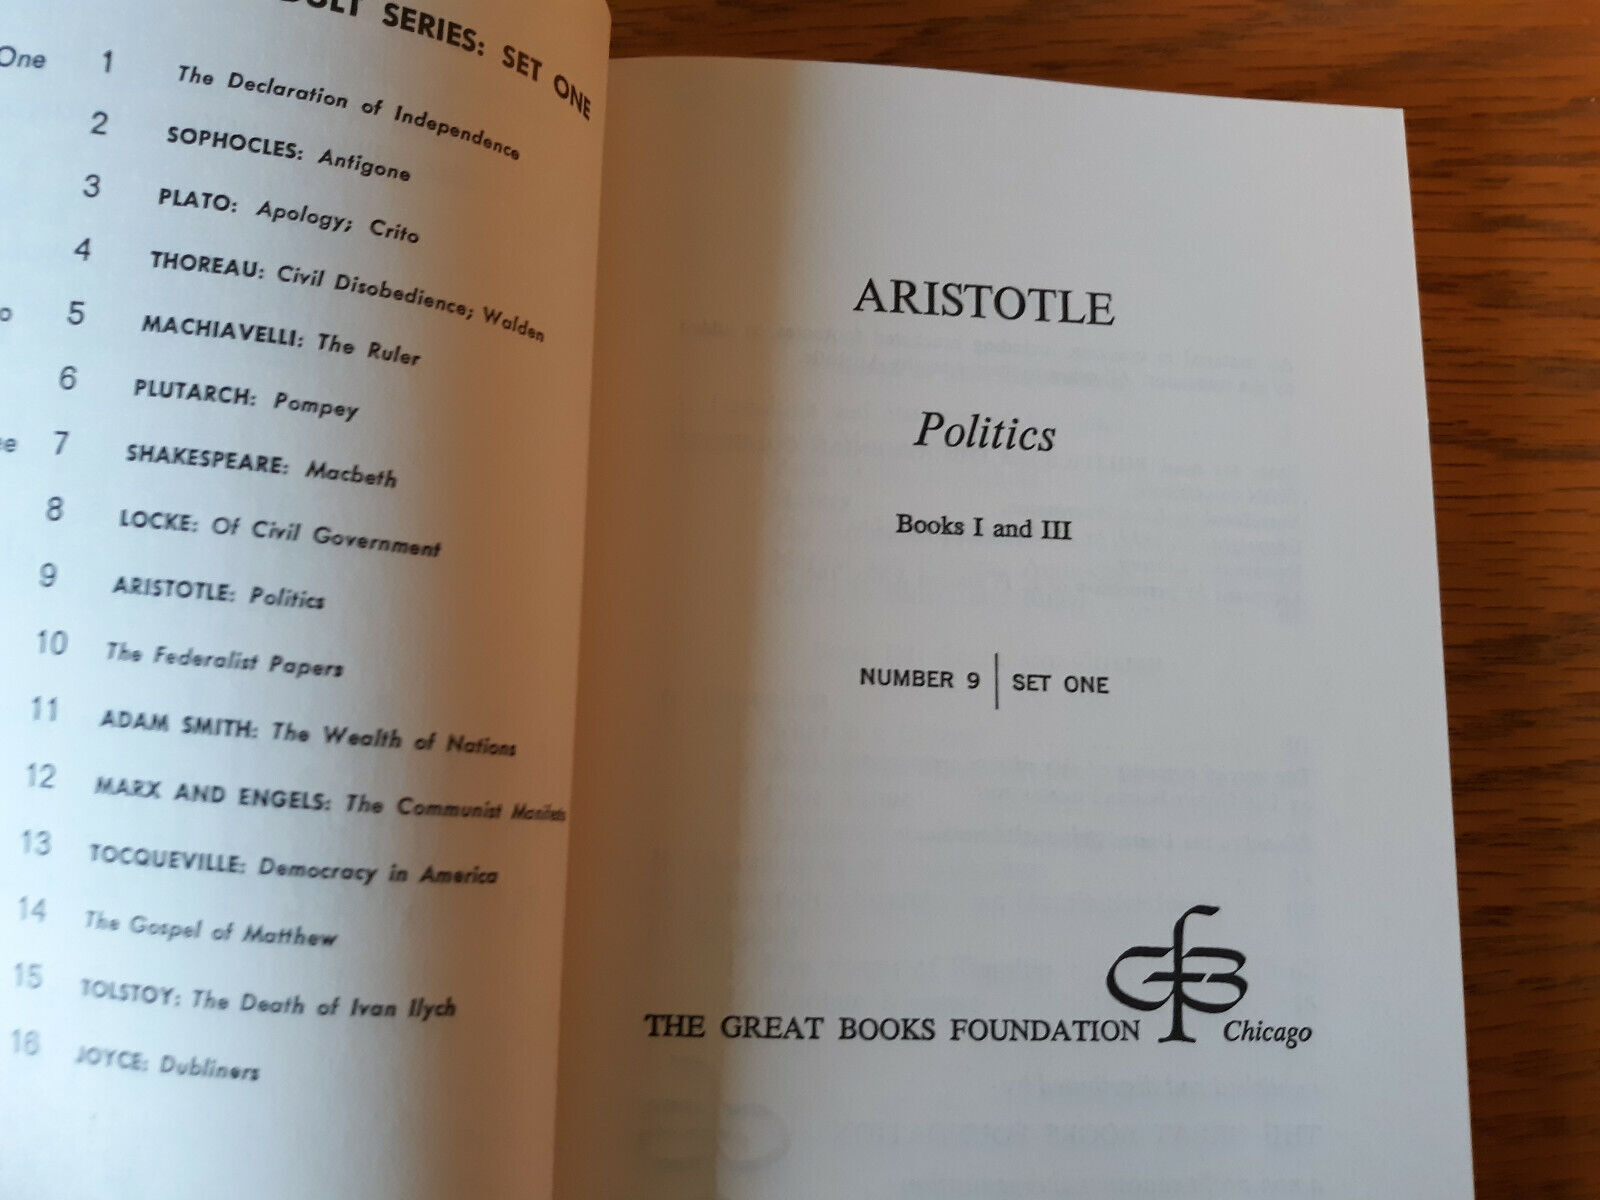 SERIES: SET ONE
One 1 The Declaration of Independence
2 SOPHOCLES: Antigone
3 PLATO: Apology; Crito
4 THOREAU: Civil Disobedience; Walden
5 MACHIAVELLI: The Ruler
6 PLUTARCH: Pompey
7 SHAKESPEARE: Macbeth
8 LOCKE: Of Civil Government
9 ARISTOTLE: Politics
10 The Federalist Papers
11 ADAM SMITH: The Wealth of Nations
12 MARX AND ENGELS: The Communist Manifesto
13 TOCQUEVILLE: Democracy in America
14 The Gospel of Matthew
15 TOLSTOY: The Death of Ivan Ilych
16 JOYCE: Dubliners
ARISTOTLE
Politics
Books I and III
NUMBER 9 | SET ONE
GFB
THE GREAT BOOKS FOUNDATION Chicago